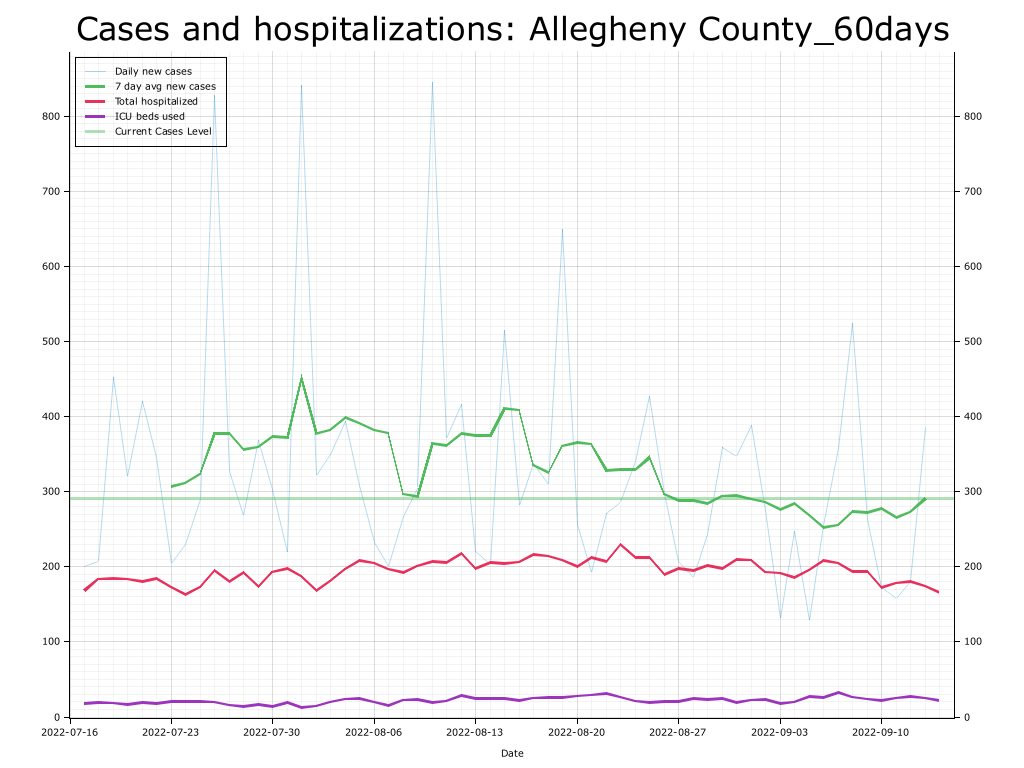 Cases and hospitalizations: Allegheny County_60days
Daily new cases
7 day avg new cases
Total hospitalized
ICU beds used
Current Cases Level
800 800
700 700
600 600
500 500
400 400
300 300
200 200
100 100
0 0
2022-07-16 2022-07-23 2022-07-30 2022-08-06 2022-08-13 2022-08-20 2022-08-27 2022-09-03 2022-09-10
Date